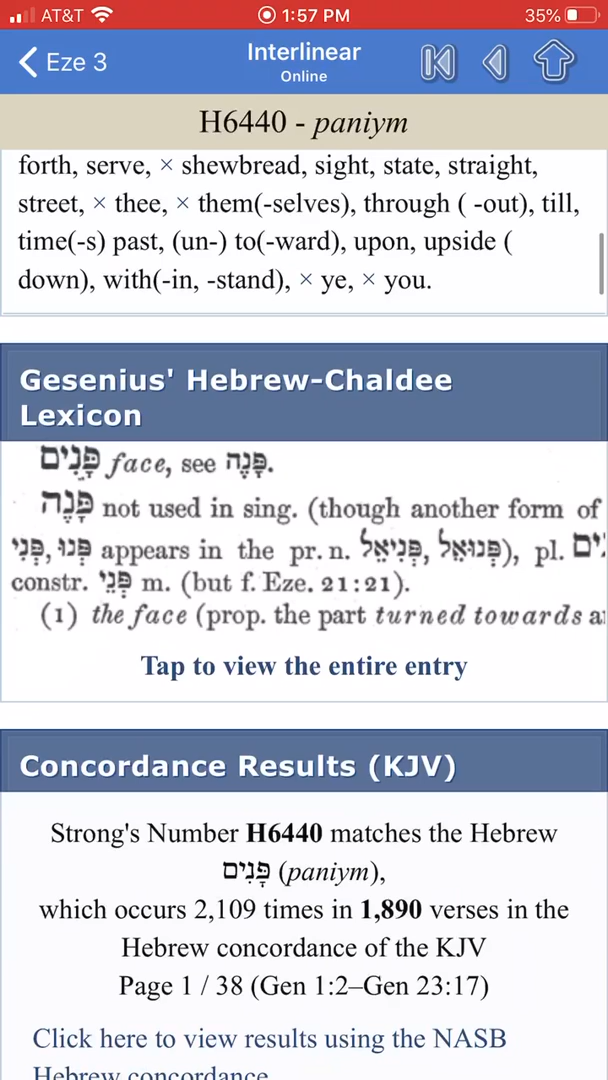 AT&T 1:57 PM 35%
Eze 3 Interlinear
Online
H6440 - paniym
forth, serve, × shewbread, sight, state, straight,
street, × thee, × them(-selves), through ( -out), till,
time(-s) past, (un-) to(-ward), upon, upside (
down), with(-in, -stand), × ye, × you.
Gesenius' Hebrew-Chaldee
Lexicon
פָּנִים face, see פָּנֶה.
פָּנֶה not used in sing. (though another form of
פְּנוּ, פְּנִי appears in the pr. n. פְּנוּאֵל, פְּנִיאֵל), pl.
constr. פְּנֵי m. (but f. Eze. 21:21).
(1) the face (prop. the part turned towards
Tap to view the entire entry
Concordance Results (KJV)
Strong's Number H6440 matches the Hebrew
פָּנִים (paniym),
which occurs 2,109 times in 1,890 verses in the
Hebrew concordance of the KJV
Page 1 / 38 (Gen 1:2–Gen 23:17)
Click here to view results using the NASB
Hebrew concordance